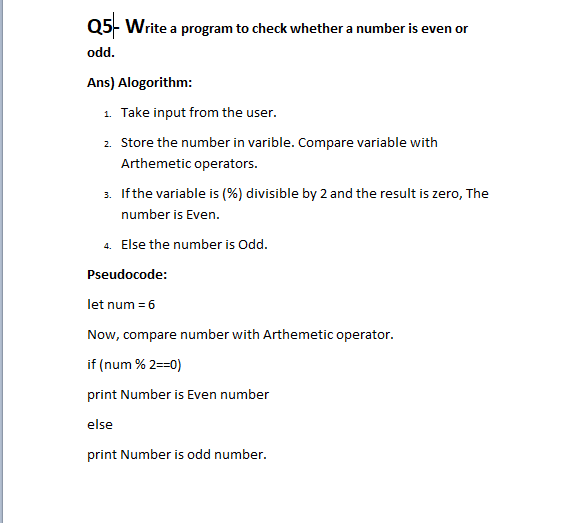 Q5- Write a program to check whether a number is even or
odd.
Ans) Alogorithm:
1. Take input from the user.
2. Store the number in varible. Compare variable with
Arthemetic operators.
3. If the variable is (%) divisible by 2 and the result is zero, The
number is Even.
4. Else the number is Odd.
Pseudocode:
let num = 6
Now, compare number with Arthemetic operator.
if (num % 2==0)
print Number is Even number
else
print Number is odd number.